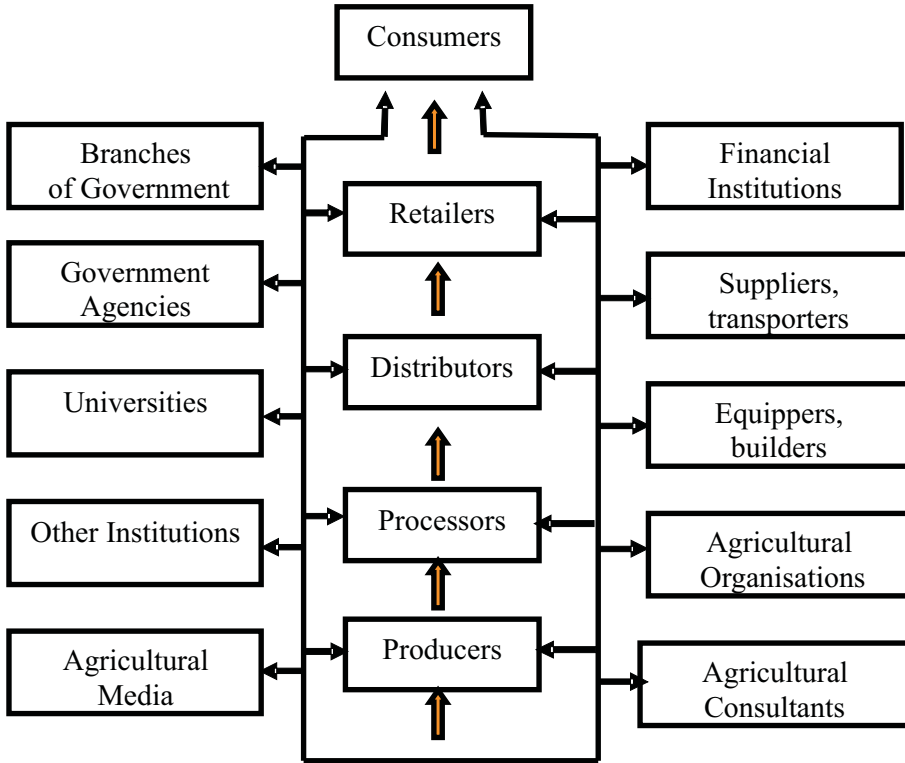 Consumers
Branches
of Government
Financial
Institutions
Retailers
Government
Agencies
Suppliers,
transporters
Distributors
Universities
Equippers,
builders
Other Institutions
Processors
Agricultural
Organisations
Agricultural
Media
Producers
Agricultural
Consultants